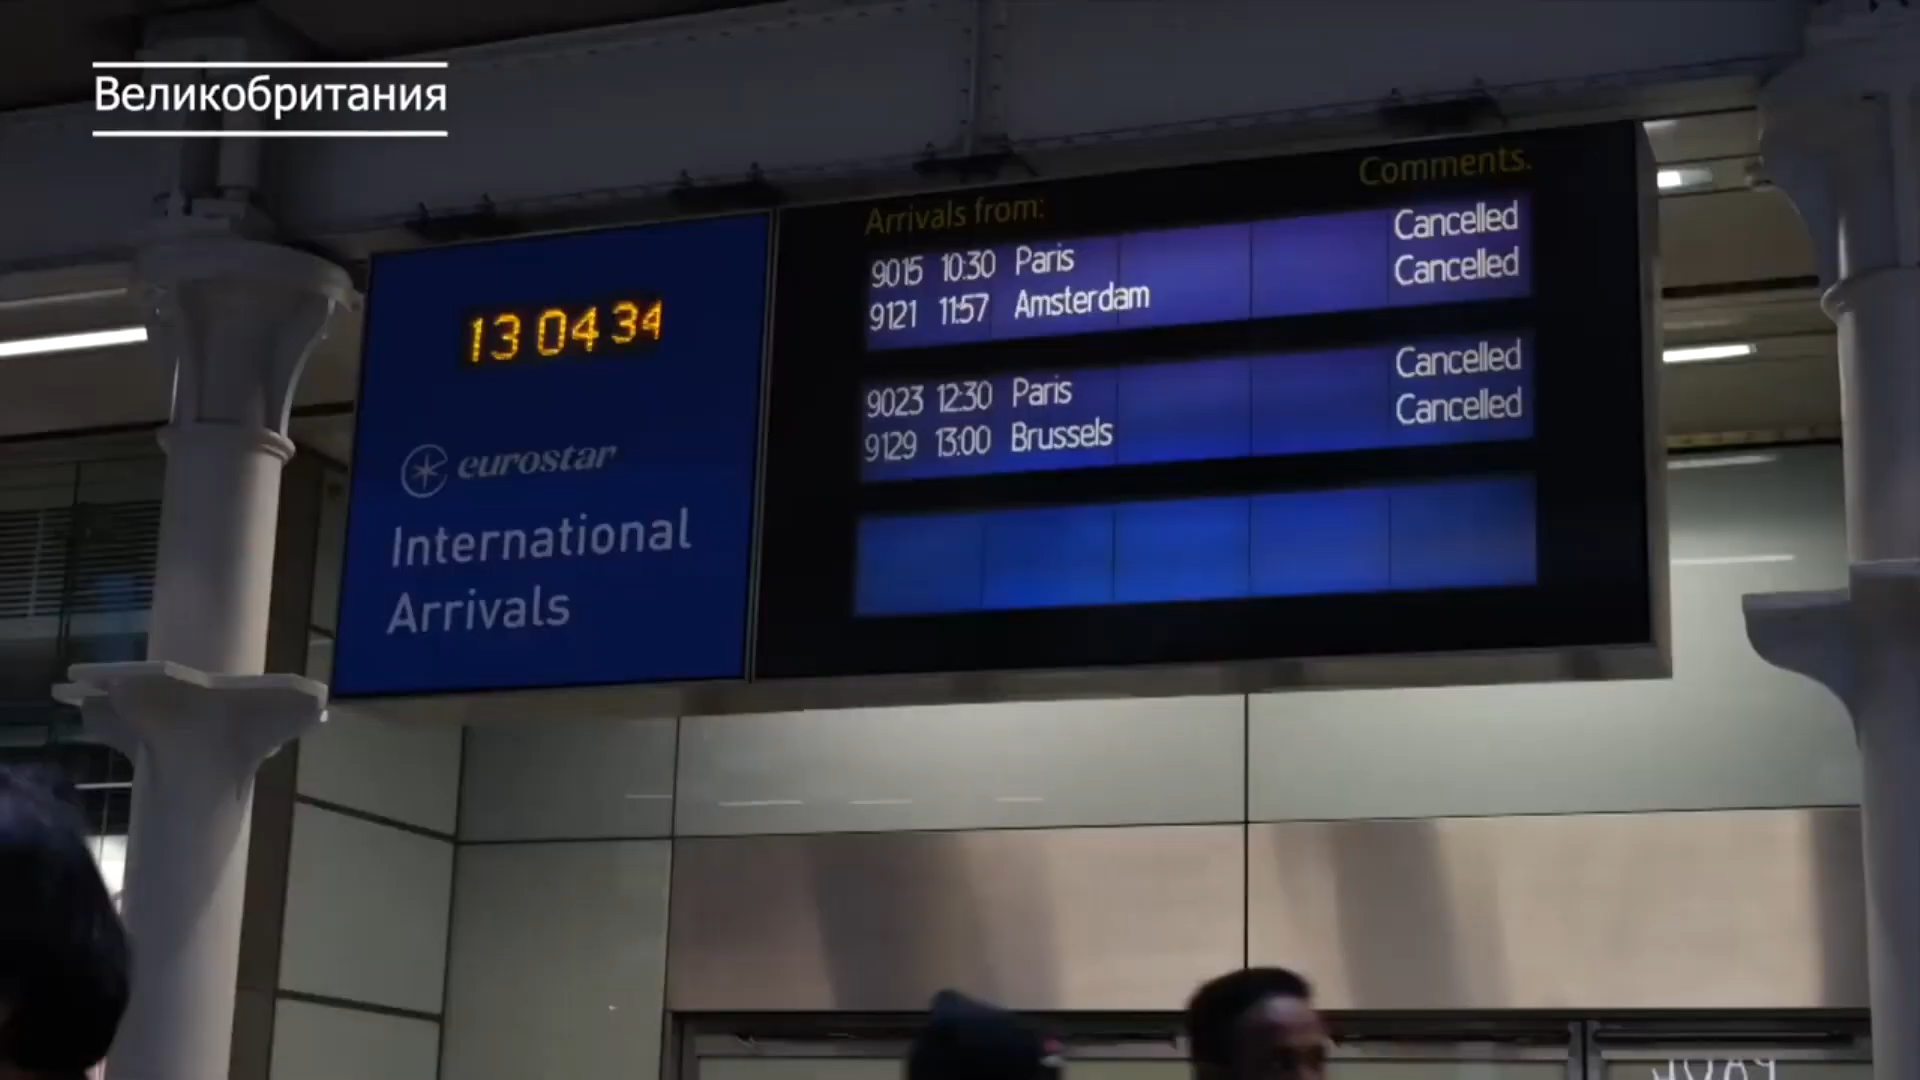 Великобритания
13 04 34
eurostar
International
Arrivals
Arrivals from: Comments.
9015 10:30 Paris Cancelled
9121 11:57 Amsterdam Cancelled
9023 12:30 Paris Cancelled
9129 13:00 Brussels Cancelled